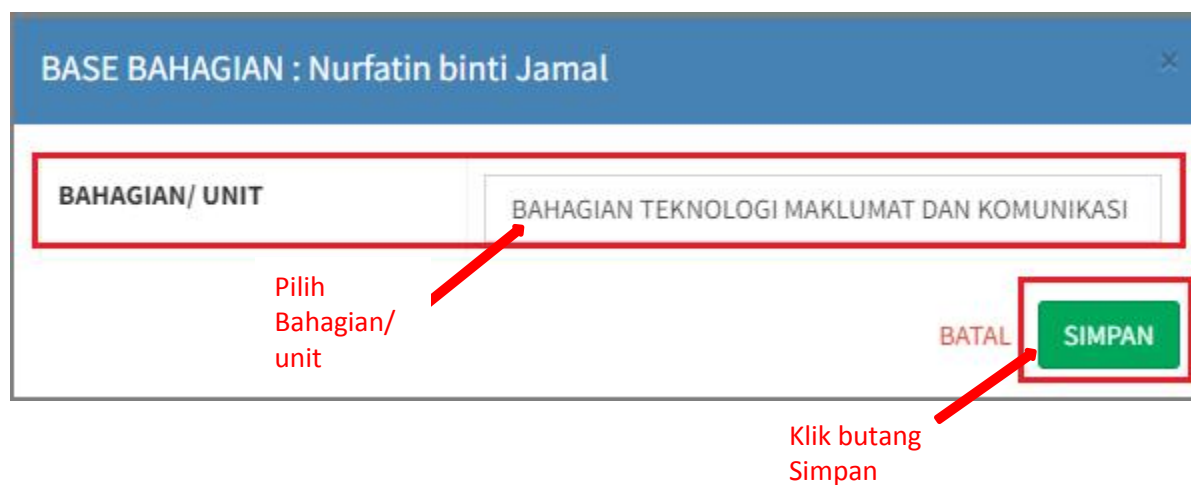 BASE BAHAGIAN : Nurfatin binti Jamal
×
BAHAGIAN/ UNIT
BAHAGIAN TEKNOLOGI MAKLUMAT DAN KOMUNIKASI
Pilih
Bahagian/
unit
BATAL
SIMPAN
Klik butang
Simpan